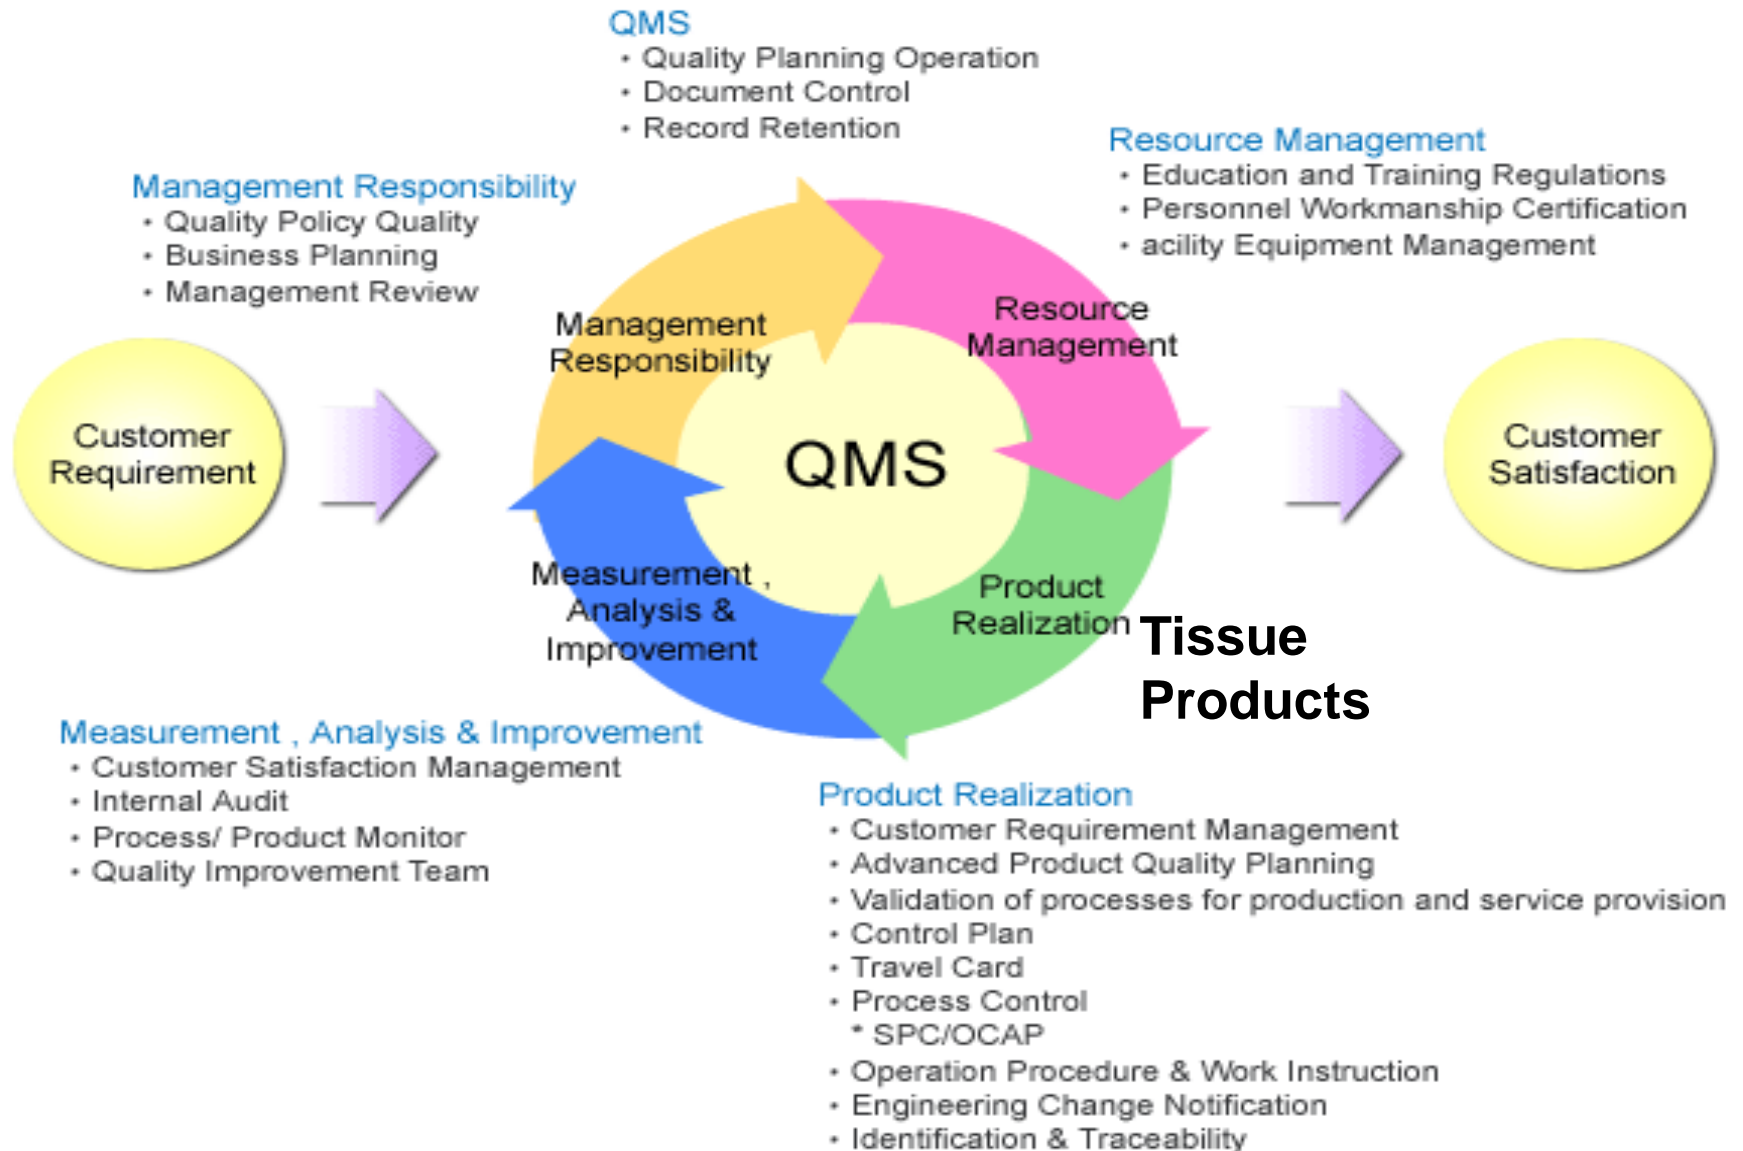 QMS
• Quality Planning Operation
• Document Control
• Record Retention
Resource Management
• Education and Training Regulations
• Personnel Workmanship Certification
• acility Equipment Management
Management Responsibility
• Quality Policy Quality
• Business Planning
• Management Review
Management
Responsibility
Resource
Management
Customer
Requirement
QMS
Customer
Satisfaction
Measurement ,
Analysis &
Improvement
Product
Realization
Tissue
Products
Measurement , Analysis & Improvement
• Customer Satisfaction Management
• Internal Audit
• Process/ Product Monitor
• Quality Improvement Team
Product Realization
• Customer Requirement Management
• Advanced Product Quality Planning
• Validation of processes for production and service provision
• Control Plan
• Travel Card
• Process Control
* SPC/OCAP
• Operation Procedure & Work Instruction
• Engineering Change Notification
• Identification & Traceability